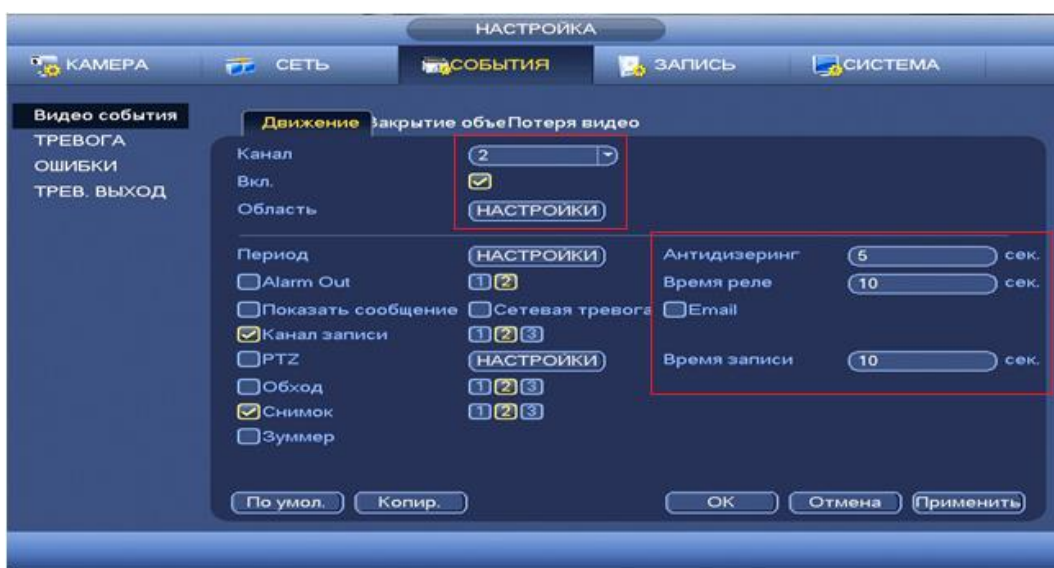 НАСТРОЙКА
КАМЕРА СЕТЬ СОБЫТИЯ ЗАПИСЬ СИСТЕМА
Видео события
ТРЕВОГА
ОШИБКИ
ТРЕВ. ВЫХОД
Движение Закрытие объе Потеря видео
Канал 2
Вкл.
Область НАСТРОЙКИ
Период НАСТРОЙКИ Антидизеринг 5 сек.
Alarm Out 1 2 Время реле 10 сек.
Показать сообщение Сетевая тревога Email
Канал записи 1 2 3
PTZ НАСТРОЙКИ Время записи 10 сек.
Обход 1 2 3
Снимок 1 2 3
Зуммер
По умол. Копир. ОК Отмена Применить